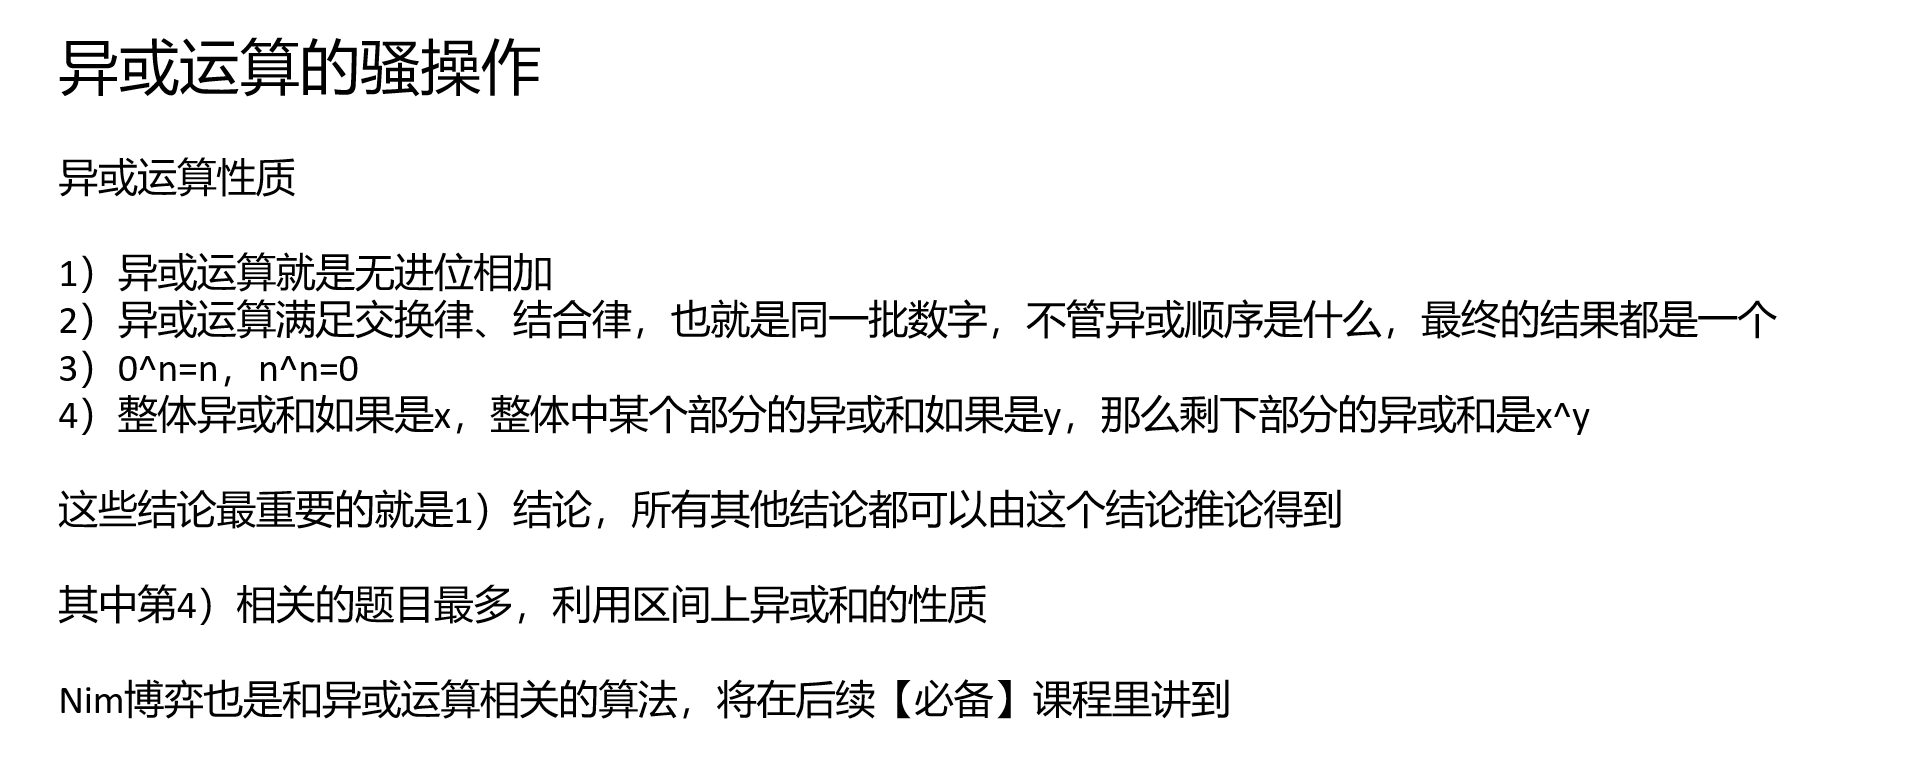 异或运算的骚操作
异或运算性质
1）异或运算就是无进位相加
2）异或运算满足交换律、结合律，也就是同一批数字，不管异或顺序是什么，最终的结果都是一个
3）0^n=n，n^n=0
4）整体异或和如果是x，整体中某个部分的异或和如果是y，那么剩下部分的异或和是x^y
这些结论最重要的就是1）结论，所有其他结论都可以由这个结论推论得到
其中第4）相关的题目最多，利用区间上异或和的性质
Nim博弈也是和异或运算相关的算法，将在后续【必备】课程里讲到